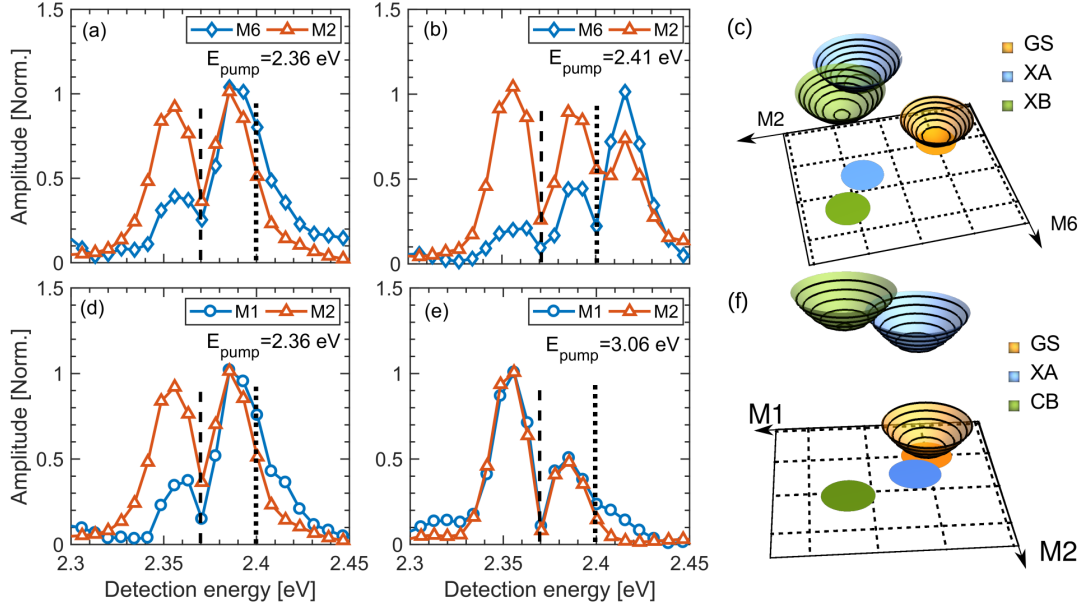 (a)
M6 M2
E_pump=2.36 eV
Amplitude [Norm.]
1.5
1
0.5
0
(b)
M6 M2
E_pump=2.41 eV
1.5
1
0.5
0
(c)
GS
XA
XB
M2
M6
(d)
M1 M2
E_pump=2.36 eV
Amplitude [Norm.]
1.5
1
0.5
0
2.3 2.35 2.4 2.45
Detection energy [eV]
(e)
M1 M2
E_pump=3.06 eV
1.5
1
0.5
0
2.3 2.35 2.4 2.45
Detection energy [eV]
(f)
GS
XA
CB
M1
M2